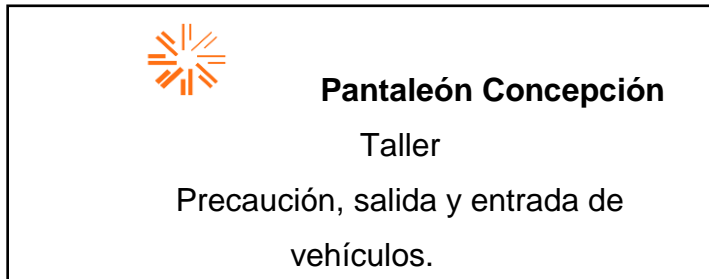 Pantaleón Concepción
Taller
Precaución, salida y entrada de
vehículos.